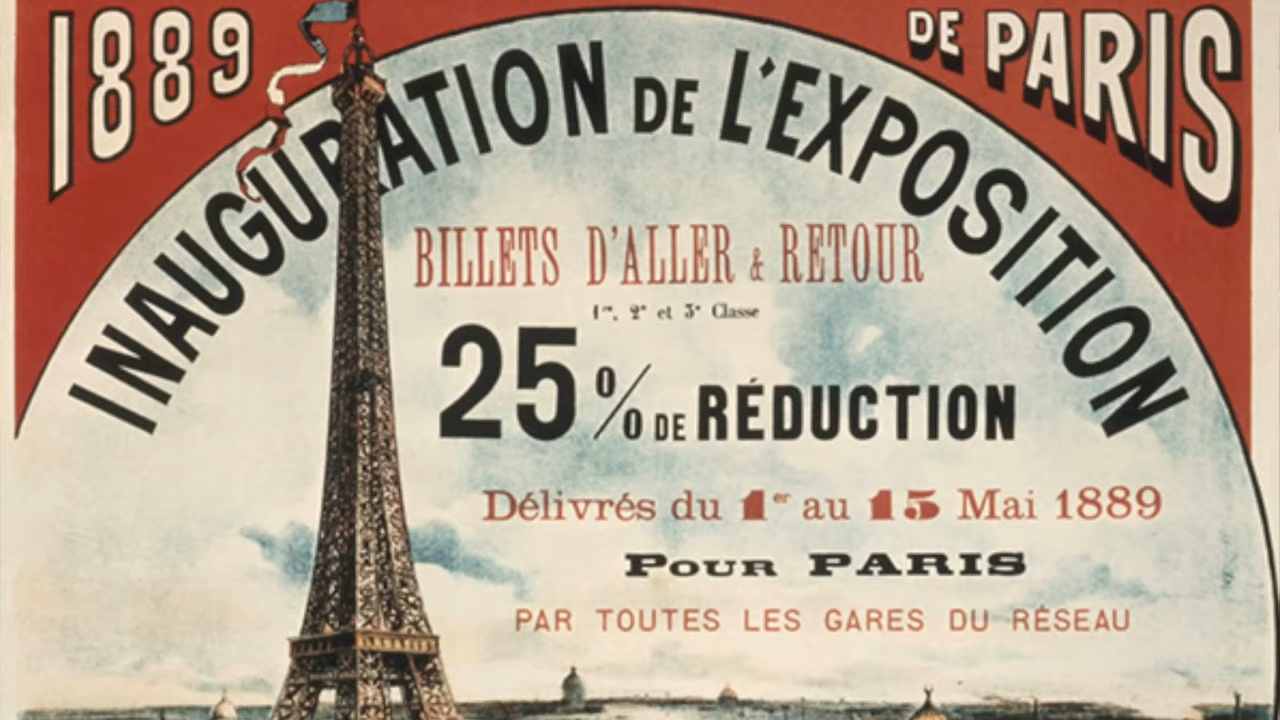 1889
DE PARIS
INAUGURATION DE L'EXPOSITION
BILLETS D'ALLER & RETOUR
1re, 2e et 3e Classe
25% DE RÉDUCTION
Délivrés du 1er au 15 Mai 1889
POUR PARIS
PAR TOUTES LES GARES DU RÉSEAU